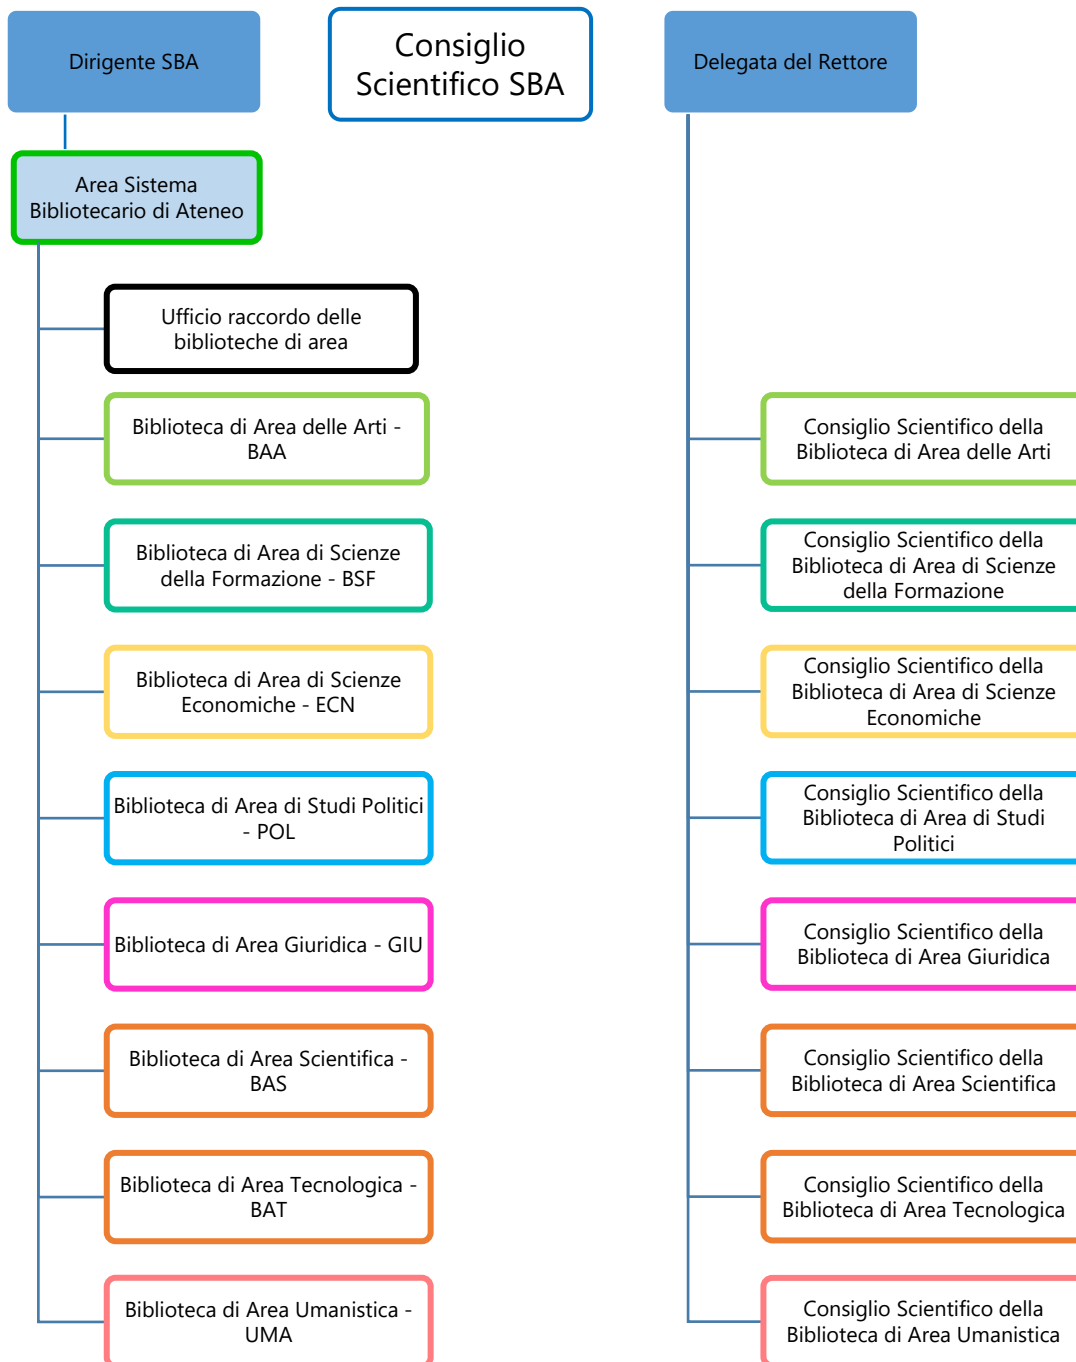 Dirigente SBA
Consiglio
Scientifico SBA
Delegata del Rettore
Area Sistema
Bibliotecario di Ateneo
Ufficio raccordo delle
biblioteche di area
Biblioteca di Area delle Arti -
BAA
Consiglio Scientifico della
Biblioteca di Area delle Arti
Biblioteca di Area di Scienze
della Formazione - BSF
Consiglio Scientifico della
Biblioteca di Area di Scienze
della Formazione
Biblioteca di Area di Scienze
Economiche - ECN
Consiglio Scientifico della
Biblioteca di Area di Scienze
Economiche
Biblioteca di Area di Studi Politici
- POL
Consiglio Scientifico della
Biblioteca di Area di Studi
Politici
Biblioteca di Area Giuridica - GIU
Consiglio Scientifico della
Biblioteca di Area Giuridica
Biblioteca di Area Scientifica -
BAS
Consiglio Scientifico della
Biblioteca di Area Scientifica
Biblioteca di Area Tecnologica -
BAT
Consiglio Scientifico della
Biblioteca di Area Tecnologica
Biblioteca di Area Umanistica -
UMA
Consiglio Scientifico della
Biblioteca di Area Umanistica